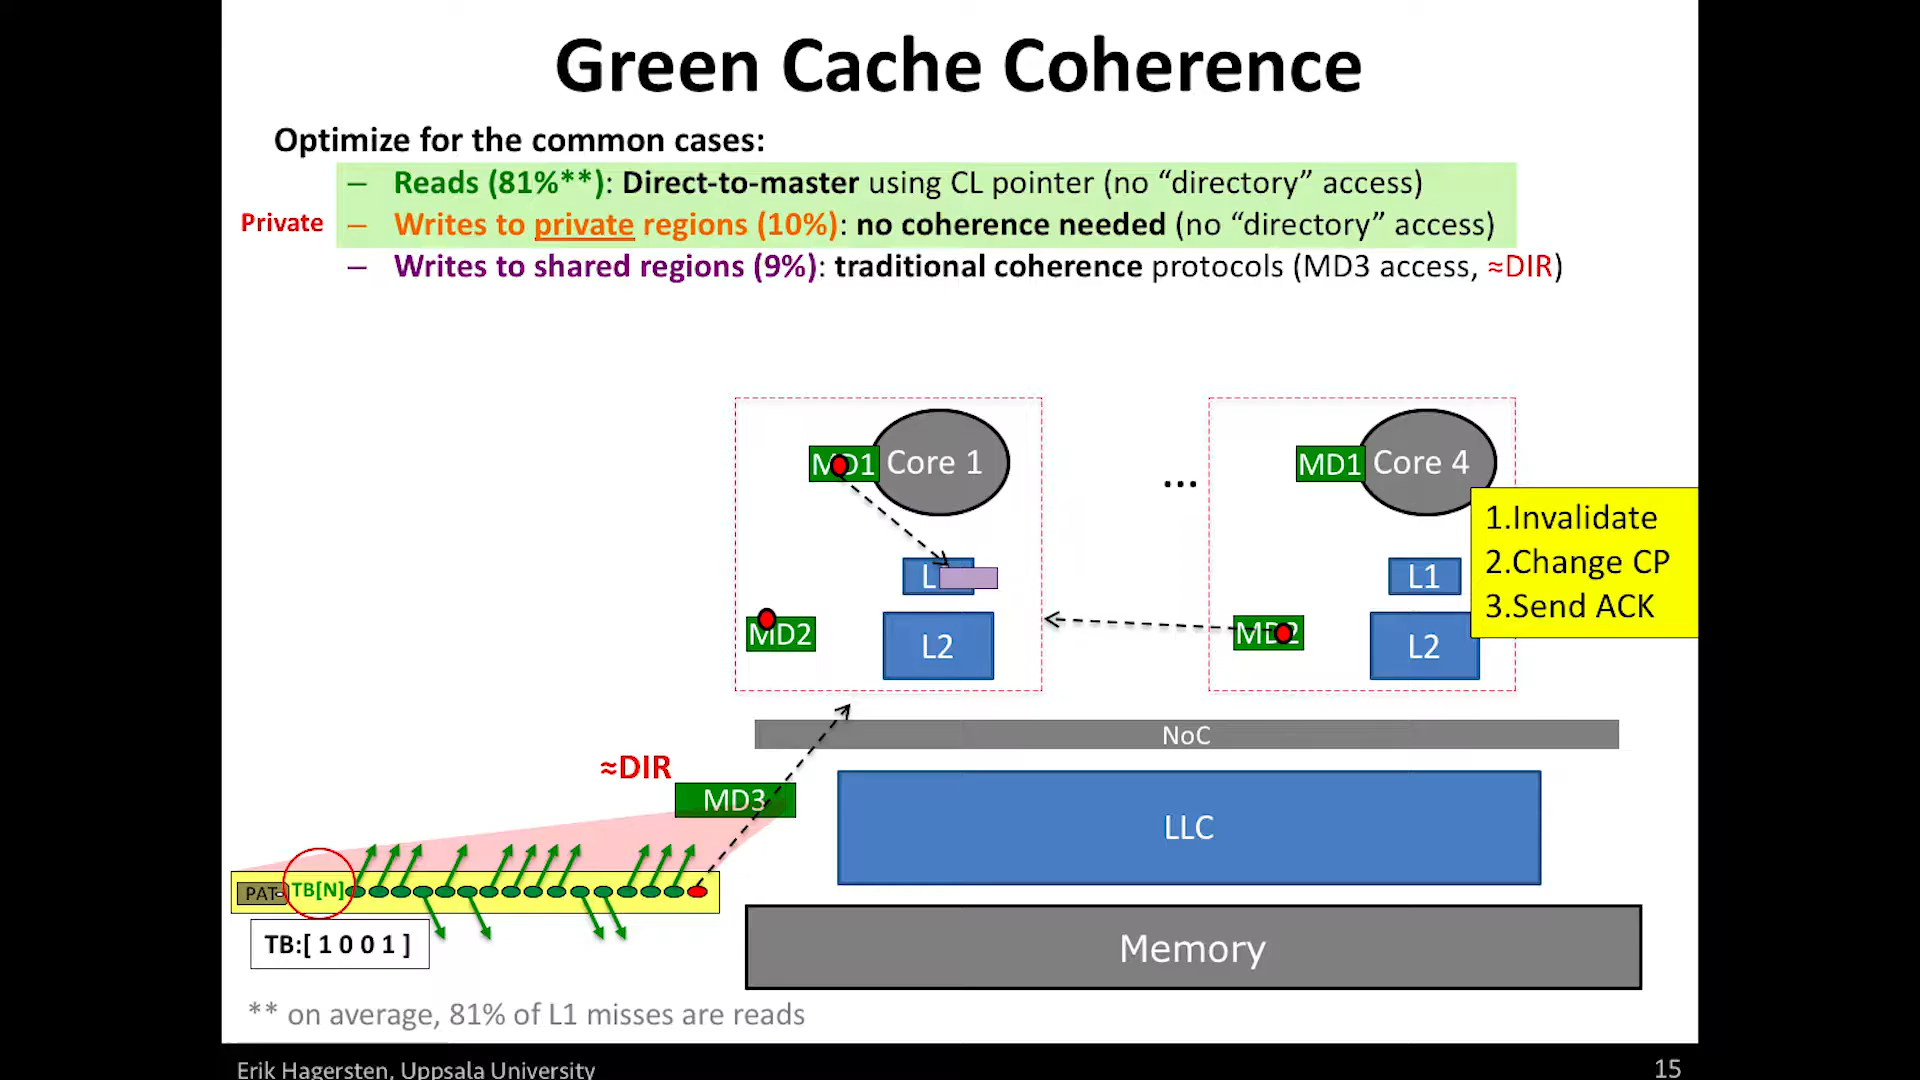 Green Cache Coherence
Optimize for the common cases:
– Reads (81%**): Direct-to-master using CL pointer (no “directory” access)
Private
– Writes to private regions (10%): no coherence needed (no “directory” access)
– Writes to shared regions (9%): traditional coherence protocols (MD3 access, ≈DIR)
MD1 Core 1
...
MD1 Core 4
1.Invalidate
2.Change CP
3.Send ACK
L
L1
MD2
L2
MD2
L2
NoC
≈DIR
MD3
LLC
PAT
TB[N]
TB:[ 1 0 0 1 ]
Memory
** on average, 81% of L1 misses are reads
Erik Hagersten, Uppsala University
15